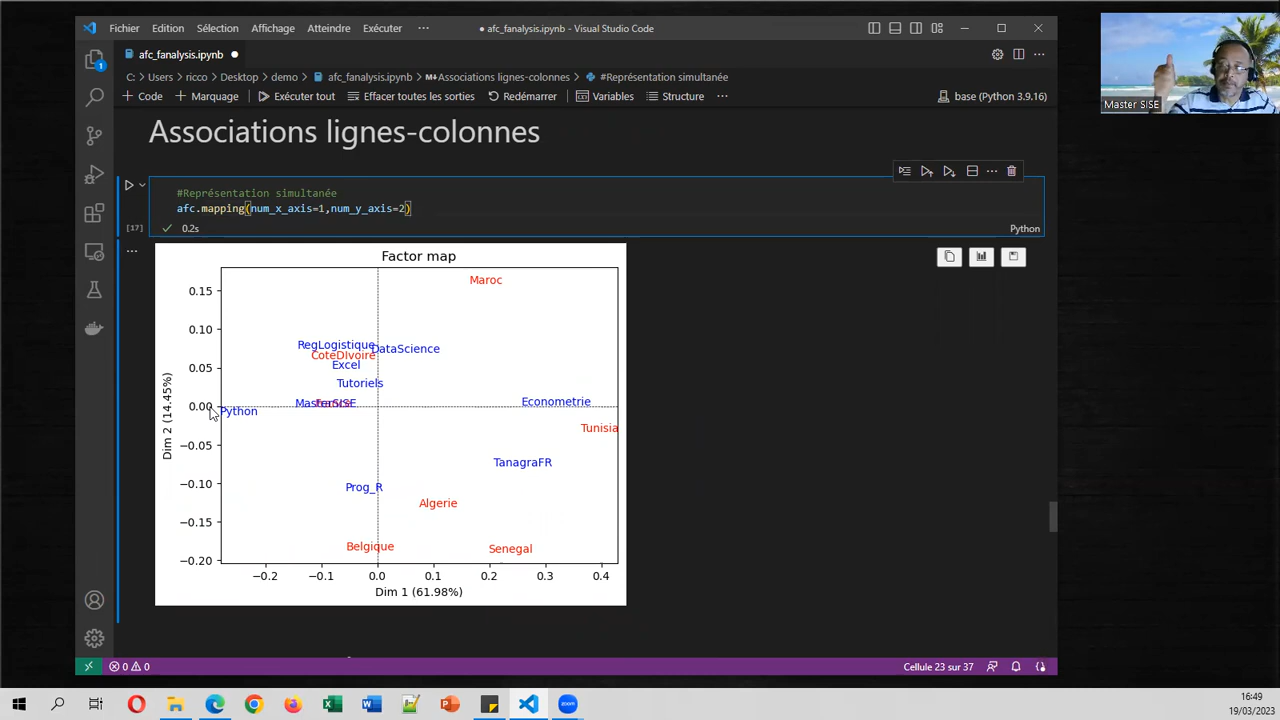 Fichier Edition Sélection Affichage Atteindre Exécuter ...
● afc_fanalysis.ipynb - Visual Studio Code
afc_fanalysis.ipynb ●
C: > Users > ricco > Desktop > demo > afc_fanalysis.ipynb > Associations lignes-colonnes > #Représentation simultanée
+ Code + Marquage Exécuter tout Effacer toutes les sorties Redémarrer Variables Structure ...
base (Python 3.9.16)
Master SISE
Associations lignes-colonnes
#Représentation simultanée
afc.mapping(num_x_axis=1,num_y_axis=2)
[17] 0.2s Python
Factor map
Maroc
0.15
0.10
RegLogistique DataScience
CoteDIvoire
0.05 Excel
Tutoriels
0.00 MasterSISE Econometrie
Python
Tunisia
−0.05
TanagraFR
−0.10 Prog_R
Algerie
−0.15
Belgique Senegal
−0.20
−0.2 −0.1 0.0 0.1 0.2 0.3 0.4
Dim 1 (61.98%)
Dim 2 (14.45%)
1
0 0
Cellule 23 sur 37
16:49
19/03/2023